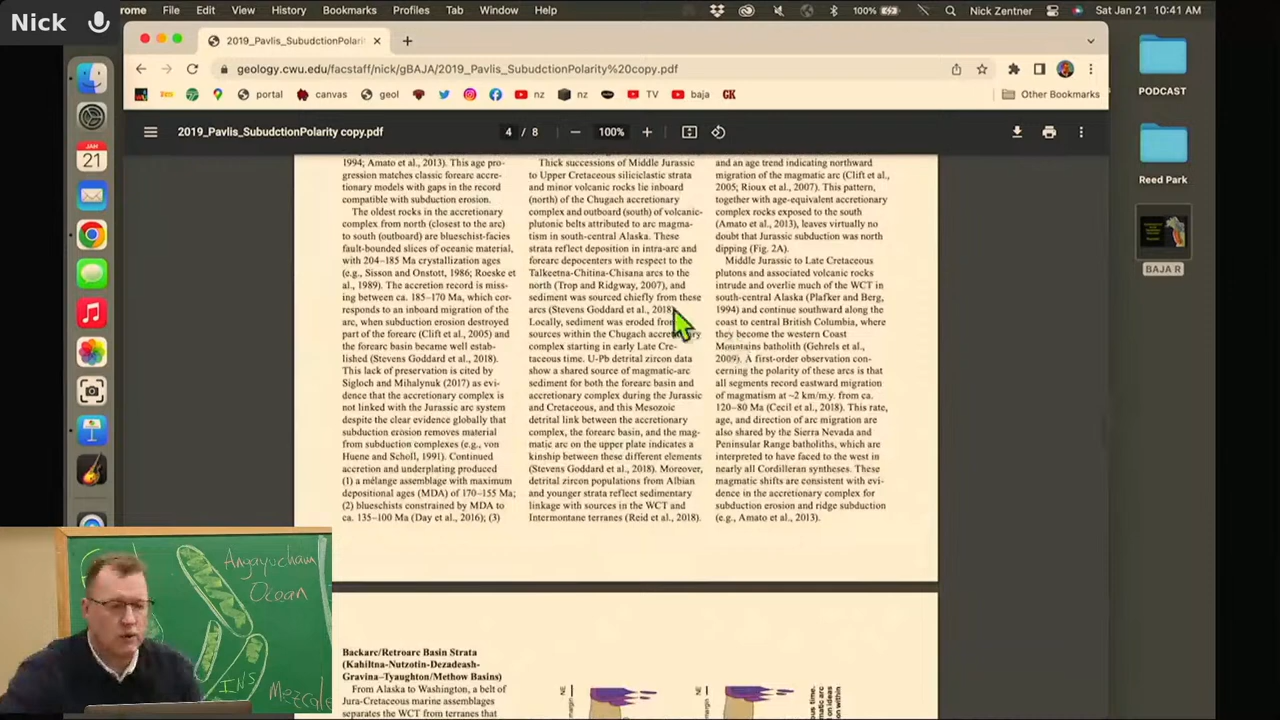 Nick
rome File Edit View History Bookmarks Profiles Tab Window Help
100% Nick Zentner Sat Jan 21 10:41 AM
2019_Pavlis_SubudctionPolari
geology.cwu.edu/facstaff/nick/gBAJA/2019_Pavlis_SubudctionPolarity%20copy.pdf
portal canvas geol nz nz TV baja GK Other Bookmarks
2019_Pavlis_SubudctionPolarity copy.pdf 4 / 8 100%
PODCAST
Reed Park
BAJA R
JAN
21
1994; Amato et al., 2013). This age pro-
gression matches classic forearc accre-
tionary models with gaps in the record
compatible with subduction erosion.
The oldest rocks in the accretionary
complex from north (closest to the arc)
to south (outboard) are blueschist-facies
fault-bounded slices of oceanic material,
with 204–185 Ma crystallization ages
(e.g., Sisson and Onstott, 1986; Roeske et
al., 1989). The accretion record is miss-
ing between ca. 185–170 Ma, which cor-
responds to an inboard migration of the
arc, when subduction erosion destroyed
part of the forearc (Clift et al., 2005) and
the forearc basin became well estab-
lished (Stevens Goddard et al., 2018).
This lack of preservation is cited by
Sigloch and Mihalynuk (2017) as evi-
dence that the accretionary complex is
not linked with the Jurassic arc system
despite the clear evidence globally that
subduction erosion removes material
from subduction complexes (e.g., von
Huene and Scholl, 1991). Continued
accretion and underplating produced
(1) a mélange assemblage with maximum
depositional ages (MDA) of 170–155 Ma;
(2) blueschists constrained by MDA to
ca. 135–100 Ma (Day et al., 2016); (3)
Thick successions of Middle Jurassic
to Upper Cretaceous siliciclastic strata
and minor volcanic rocks lie inboard
(north) of the Chugach accretionary
complex and outboard (south) of volcanic-
plutonic belts attributed to arc magma-
tism in south-central Alaska. These
strata reflect deposition in intra-arc and
forearc depocenters with respect to the
Talkeetna-Chitina-Chisana arcs to the
north (Trop and Ridgway, 2007), and
sediment was sourced chiefly from these
arcs (Stevens Goddard et al., 2018
Locally, sediment was eroded from
sources within the Chugach accretionary
complex starting in early Late Cre-
taceous time. U-Pb detrital zircon data
show a shared source of magmatic-arc
sediment for both the forearc basin and
accretionary complex during the Jurassic
and Cretaceous, and this Mesozoic
detrital link between the accretionary
complex, the forearc basin, and the mag-
matic arc on the upper plate indicates a
kinship between these different elements
(Stevens Goddard et al., 2018). Moreover,
detrital zircon populations from Albian
and younger strata reflect sedimentary
linkage with sources in the WCT and
Intermontane terranes (Reid et al., 2018).
and an age trend indicating northward
migration of the magmatic arc (Clift et al.,
2005; Rioux et al., 2007). This pattern,
together with age-equivalent accretionary
complex rocks exposed to the south
(Amato et al., 2013), leaves virtually no
doubt that Jurassic subduction was north
dipping (Fig. 2A).
Middle Jurassic to Late Cretaceous
plutons and associated volcanic rocks
intrude and overlie much of the WCT in
south-central Alaska (Plafker and Berg,
1994) and continue southward along the
coast to central British Columbia, where
they become the western Coast
Mountains batholith (Gehrels et al.,
2009). A first-order observation con-
cerning the polarity of these arcs is that
all segments record eastward migration
of magmatism at ~2 km/m.y. from ca.
120–80 Ma (Cecil et al., 2018). This rate,
age, and direction of arc migration are
also shared by the Sierra Nevada and
Peninsular Range batholiths, which are
interpreted to have faced to the west in
nearly all Cordilleran syntheses. These
magmatic shifts are consistent with evi-
dence in the accretionary complex for
subduction erosion and ridge subduction
(e.g., Amato et al., 2013).
Backarc/Retroarc Basin Strata
(Kahiltna-Nutzotin-Dezadeash-
Gravina–Tyaughton/Methow Basins)
From Alaska to Washington, a belt of
Jura-Cretaceous marine assemblages
separates the WCT from terranes that
NE
NE
Angayucham
Ocean
INS
Mezcale